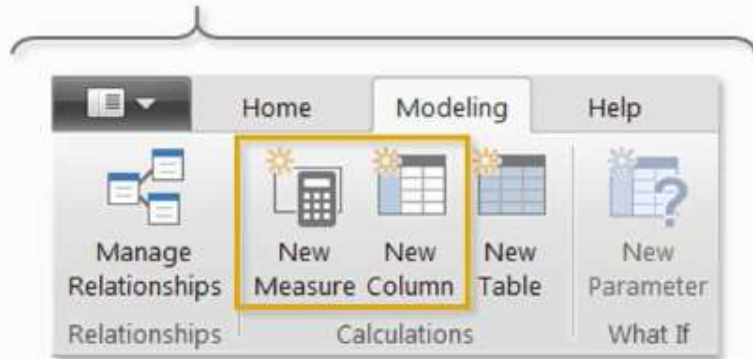 Home Modeling Help
Manage Relationships New Measure New Column New Table New Parameter
Relationships Calculations What If